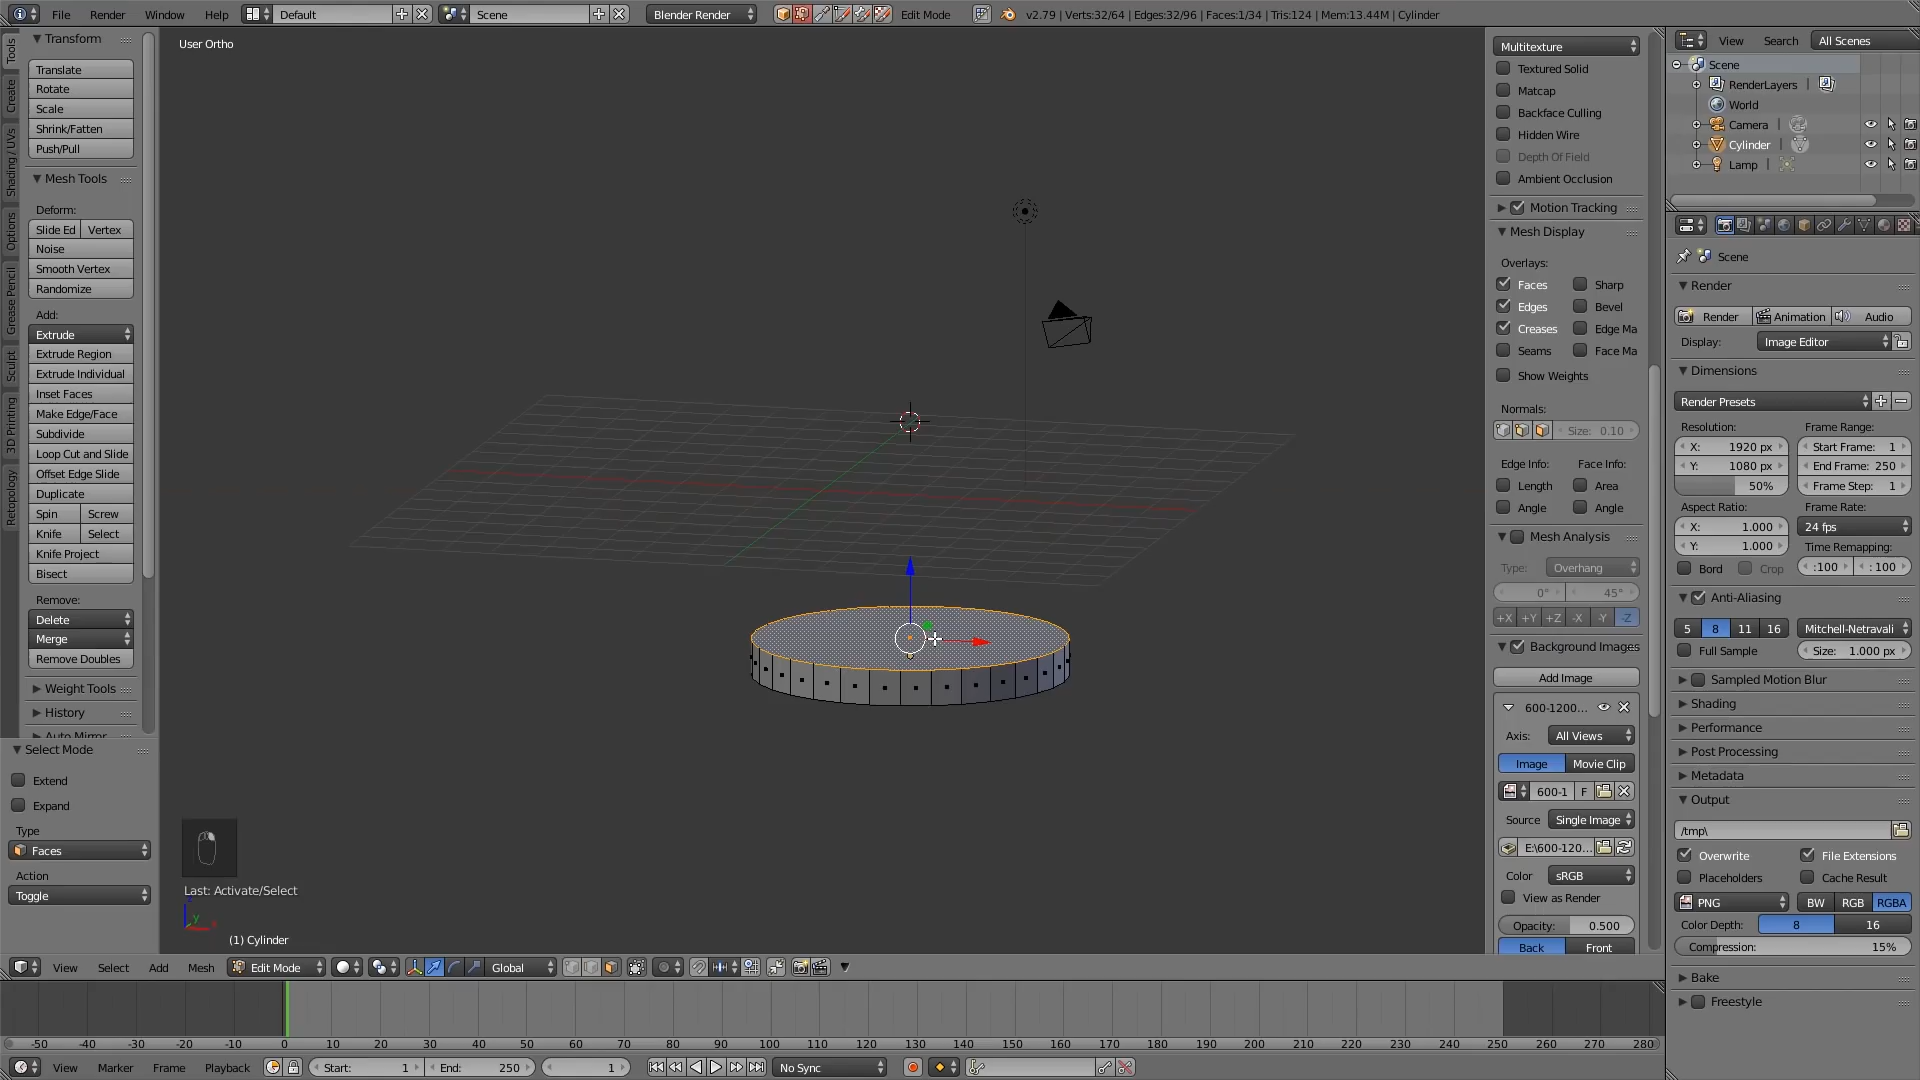 File Render Window Help Default Scene Blender Render Edit Mode v2.79 | Verts:32/64 | Edges:32/96 | Faces:1/34 | Tris:124 | Mem:13.44M | Cylinder
Tools
Create
Shading / UVs
Options
Grease Pencil
Sculpt
3D Printing
Retopology
Transform
Translate
Rotate
Scale
Shrink/Fatten
Push/Pull
Mesh Tools
Deform:
Slide Ed Vertex
Noise
Smooth Vertex
Randomize
Add:
Extrude
Extrude Region
Extrude Individual
Inset Faces
Make Edge/Face
Subdivide
Loop Cut and Slide
Offset Edge Slide
Duplicate
Spin Screw
Knife Select
Knife Project
Bisect
Remove:
Delete
Merge
Remove Doubles
Weight Tools
History
Auto Mirror
Select Mode
Extend
Expand
Type
Faces
Action
Toggle
User Ortho
Last: Activate/Select
y
(1) Cylinder
View Select Add Mesh Edit Mode Global
Multitexture
Textured Solid
Matcap
Backface Culling
Hidden Wire
Depth Of Field
Ambient Occlusion
Motion Tracking
Mesh Display
Overlays:
Faces Sharp
Edges Bevel
Creases Edge Ma
Seams Face Ma
Show Weights
Normals:
Size: 0.10
Edge Info: Face Info:
Length Area
Angle Angle
Mesh Analysis
Type: Overhang
0° 45°
+X +Y +Z -X -Y -Z
Background Images
Add Image
600-1200...
Axis: All Views
Image Movie Clip
600-1 F
Source Single Image
E:\600-120...
Color sRGB
View as Render
Opacity: 0.500
Back Front
View Search All Scenes
Scene
RenderLayers |
World
Camera |
Cylinder |
Lamp |
Scene
Render
Render Animation Audio
Display: Image Editor
Dimensions
Render Presets
Resolution: Frame Range:
X: 1920 px Start Frame: 1
Y: 1080 px End Frame: 250
50% Frame Step: 1
Aspect Ratio: Frame Rate:
X: 1.000 24 fps
Y: 1.000 Time Remapping:
Bord Crop :100 : 100
Anti-Aliasing
5 8 11 16 Mitchell-Netravali
Full Sample Size: 1.000 px
Sampled Motion Blur
Shading
Performance
Post Processing
Metadata
Output
/tmp\
Overwrite File Extensions
Placeholders Cache Result
PNG BW RGB RGBA
Color Depth: 8 16
Compression: 15%
Bake
Freestyle
-50 -40 -30 -20 -10 0 10 20 30 40 50 60 70 80 90 100 110 120 130 140 150 160 170 180 190 200 210 220 230 240 250 260 270 280
View Marker Frame Playback Start: 1 End: 250 1 No Sync